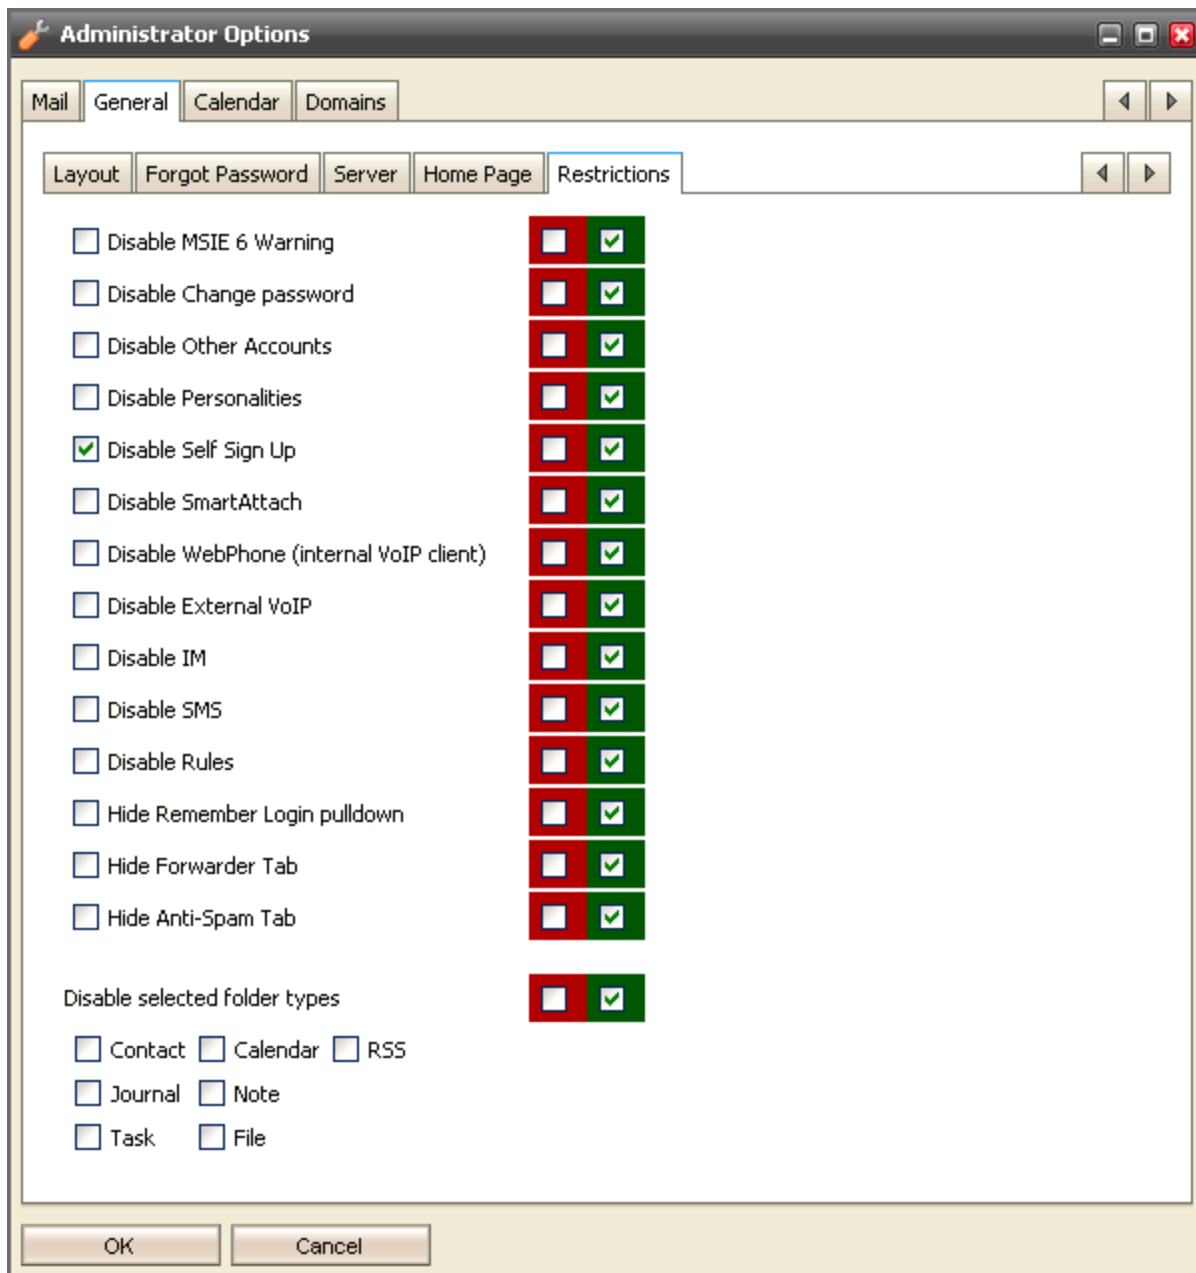 Administrator Options
Mail General Calendar Domains
Layout Forgot Password Server Home Page Restrictions
Disable MSIE 6 Warning
Disable Change password
Disable Other Accounts
Disable Personalities
Disable Self Sign Up
Disable SmartAttach
Disable WebPhone (internal VoIP client)
Disable External VoIP
Disable IM
Disable SMS
Disable Rules
Hide Remember Login pulldown
Hide Forwarder Tab
Hide Anti-Spam Tab
Disable selected folder types
Contact Calendar RSS
Journal Note
Task File
OK Cancel